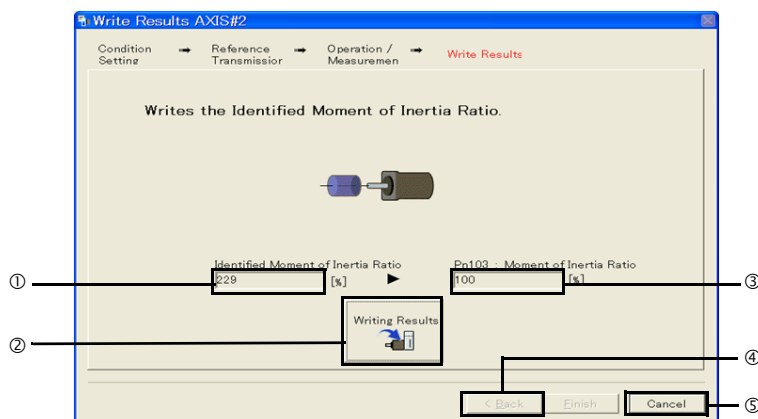 Write Results AXIS#2
Condition Setting ➡ Reference Transmissior ➡ Operation / Measuremen ➡ Write Results
Writes the Identified Moment of Inertia Ratio.
Identified Moment of Inertia Ratio
Pn103 : Moment of Inertia Ratio
① 229 [%] ▶ 100 [%] ③
Writing Results
②
④
< Back Finish Cancel ⑤